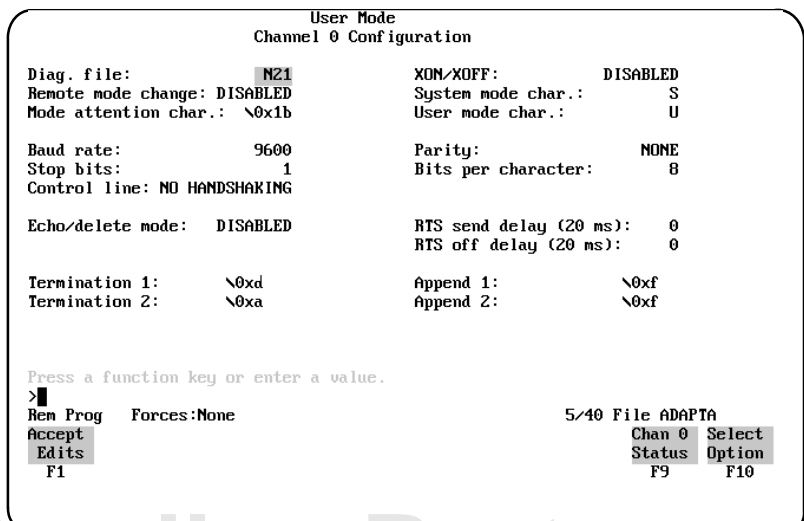 User Mode
Channel 0 Configuration
Diag. file: N21 XON/XOFF: DISABLED
Remote mode change: DISABLED System mode char.: S
Mode attention char.: \0x1b User mode char.: U
Baud rate: 9600 Parity: NONE
Stop bits: 1 Bits per character: 8
Control line: NO HANDSHAKING
Echo/delete mode: DISABLED RTS send delay (20 ms): 0
RTS off delay (20 ms): 0
Termination 1: \0xd Append 1: \0xf
Termination 2: \0xa Append 2: \0xf
Press a function key or enter a value.
>
Rem Prog Forces:None 5/40 File ADAPTA
Accept Chan 0 Select
Edits Status Option
F1 F9 F10